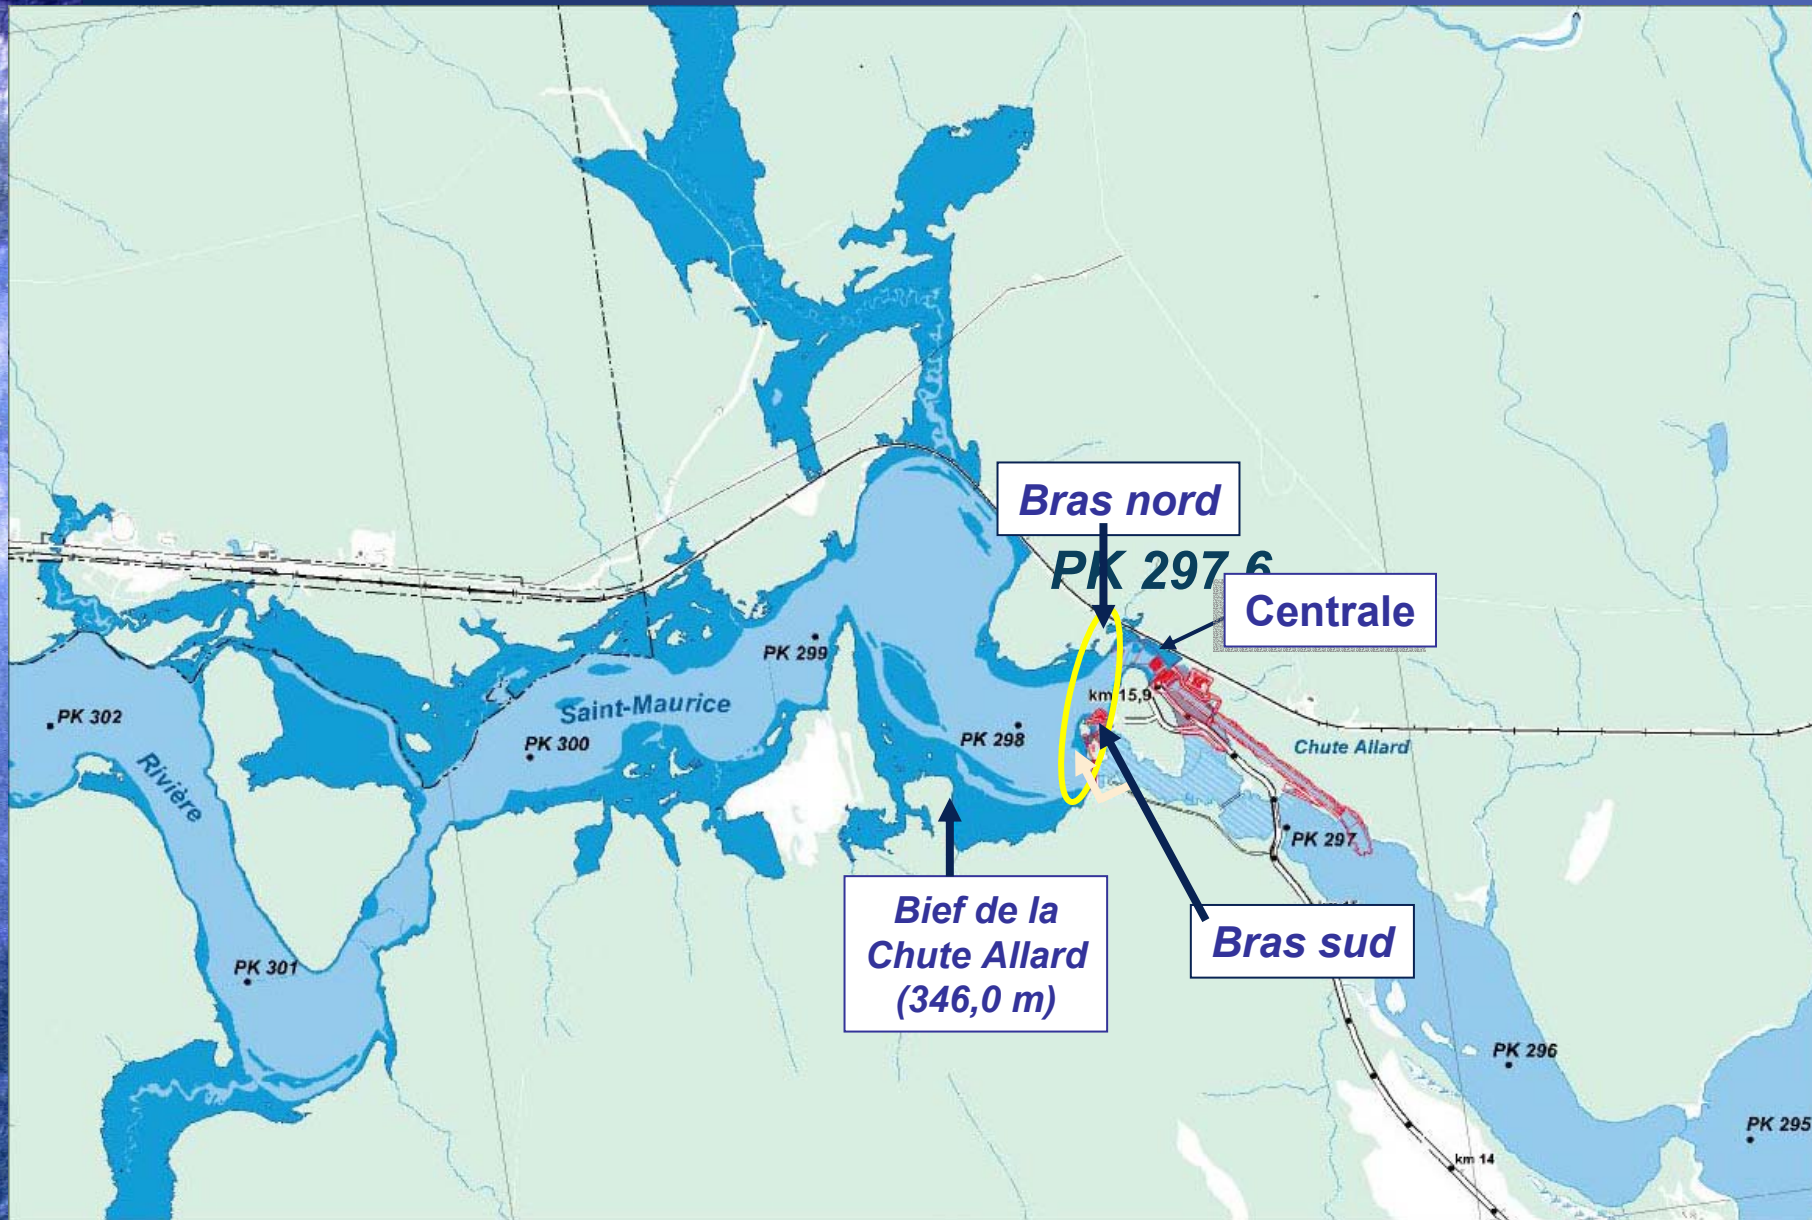 Bras nord
PK 297,6
Centrale
PK 299
km 15,9
Saint-Maurice
PK 302
PK 300
PK 298
Chute Allard
Rivière
PK 297
Bief de la
Chute Allard
(346,0 m)
Bras sud
PK 301
PK 296
PK 295
km 14